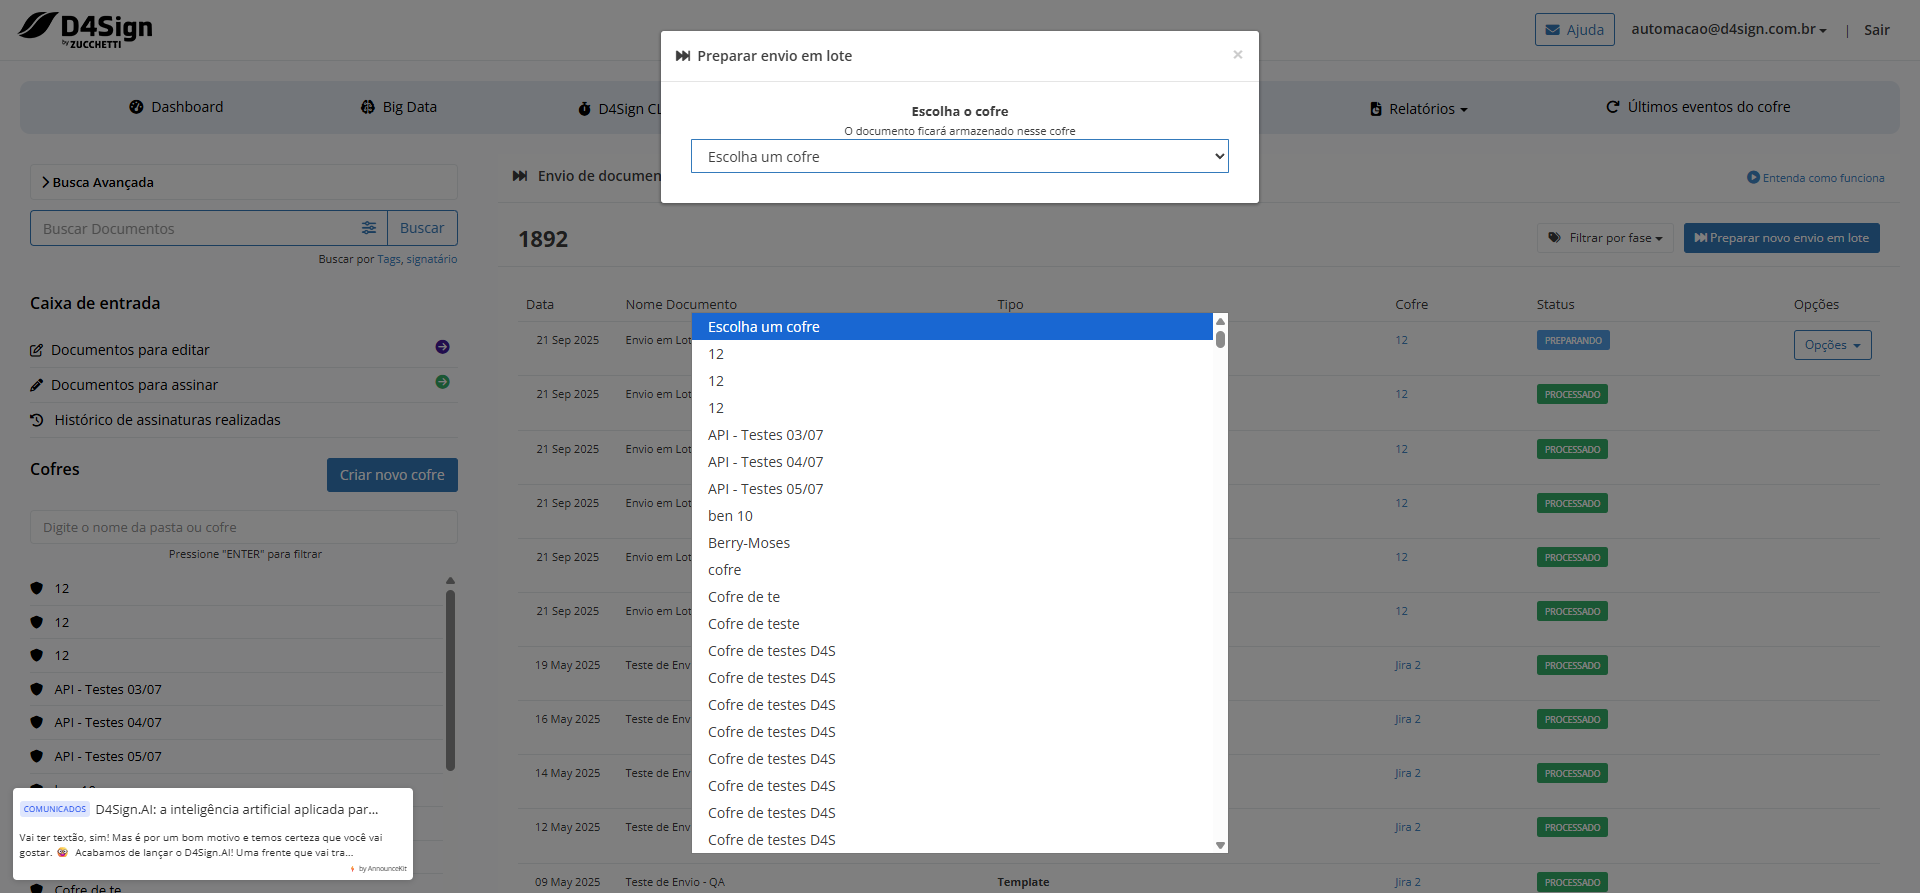 D4Sign
by ZUCCHETTI
Ajuda
automacao@d4sign.com.br
|
Sair
Dashboard
Big Data
D4Sign CL
Relatórios
Últimos eventos do cofre
Preparar envio em lote
×
Escolha o cofre
O documento ficará armazenado nesse cofre
Escolha um cofre
Busca Avançada
Buscar Documentos
Buscar
Buscar por Tags, signatário
Caixa de entrada
Documentos para editar
Documentos para assinar
Histórico de assinaturas realizadas
Cofres
Criar novo cofre
Digite o nome da pasta ou cofre
Pressione "ENTER" para filtrar
12
12
12
API - Testes 03/07
API - Testes 04/07
API - Testes 05/07
Cofre de te
COMUNICADOS
D4Sign.AI: a inteligência artificial aplicada par...
Vai ter textão, sim! Mas é por um bom motivo e temos certeza que você vai
gostar. 🤯 Acabamos de lançar o D4Sign.AI! Uma frente que vai tra...
by AnnounceKit
Envio de documen
Entenda como funciona
1892
Filtrar por fase
Preparar novo envio em lote
Data Nome Documento Tipo Cofre Status Opções
21 Sep 2025 Envio em Lot 12 PREPARANDO Opções
21 Sep 2025 Envio em Lot 12 PROCESSADO
21 Sep 2025 Envio em Lot 12 PROCESSADO
21 Sep 2025 Envio em Lot 12 PROCESSADO
21 Sep 2025 Envio em Lot 12 PROCESSADO
21 Sep 2025 Envio em Lot 12 PROCESSADO
19 May 2025 Teste de Env Jira 2 PROCESSADO
16 May 2025 Teste de Env Jira 2 PROCESSADO
14 May 2025 Teste de Env Jira 2 PROCESSADO
12 May 2025 Teste de Env Jira 2 PROCESSADO
09 May 2025 Teste de Envio - QA Template Jira 2 PROCESSADO
Escolha um cofre
12
12
12
API - Testes 03/07
API - Testes 04/07
API - Testes 05/07
ben 10
Berry-Moses
cofre
Cofre de te
Cofre de teste
Cofre de testes D4S
Cofre de testes D4S
Cofre de testes D4S
Cofre de testes D4S
Cofre de testes D4S
Cofre de testes D4S
Cofre de testes D4S
Cofre de testes D4S